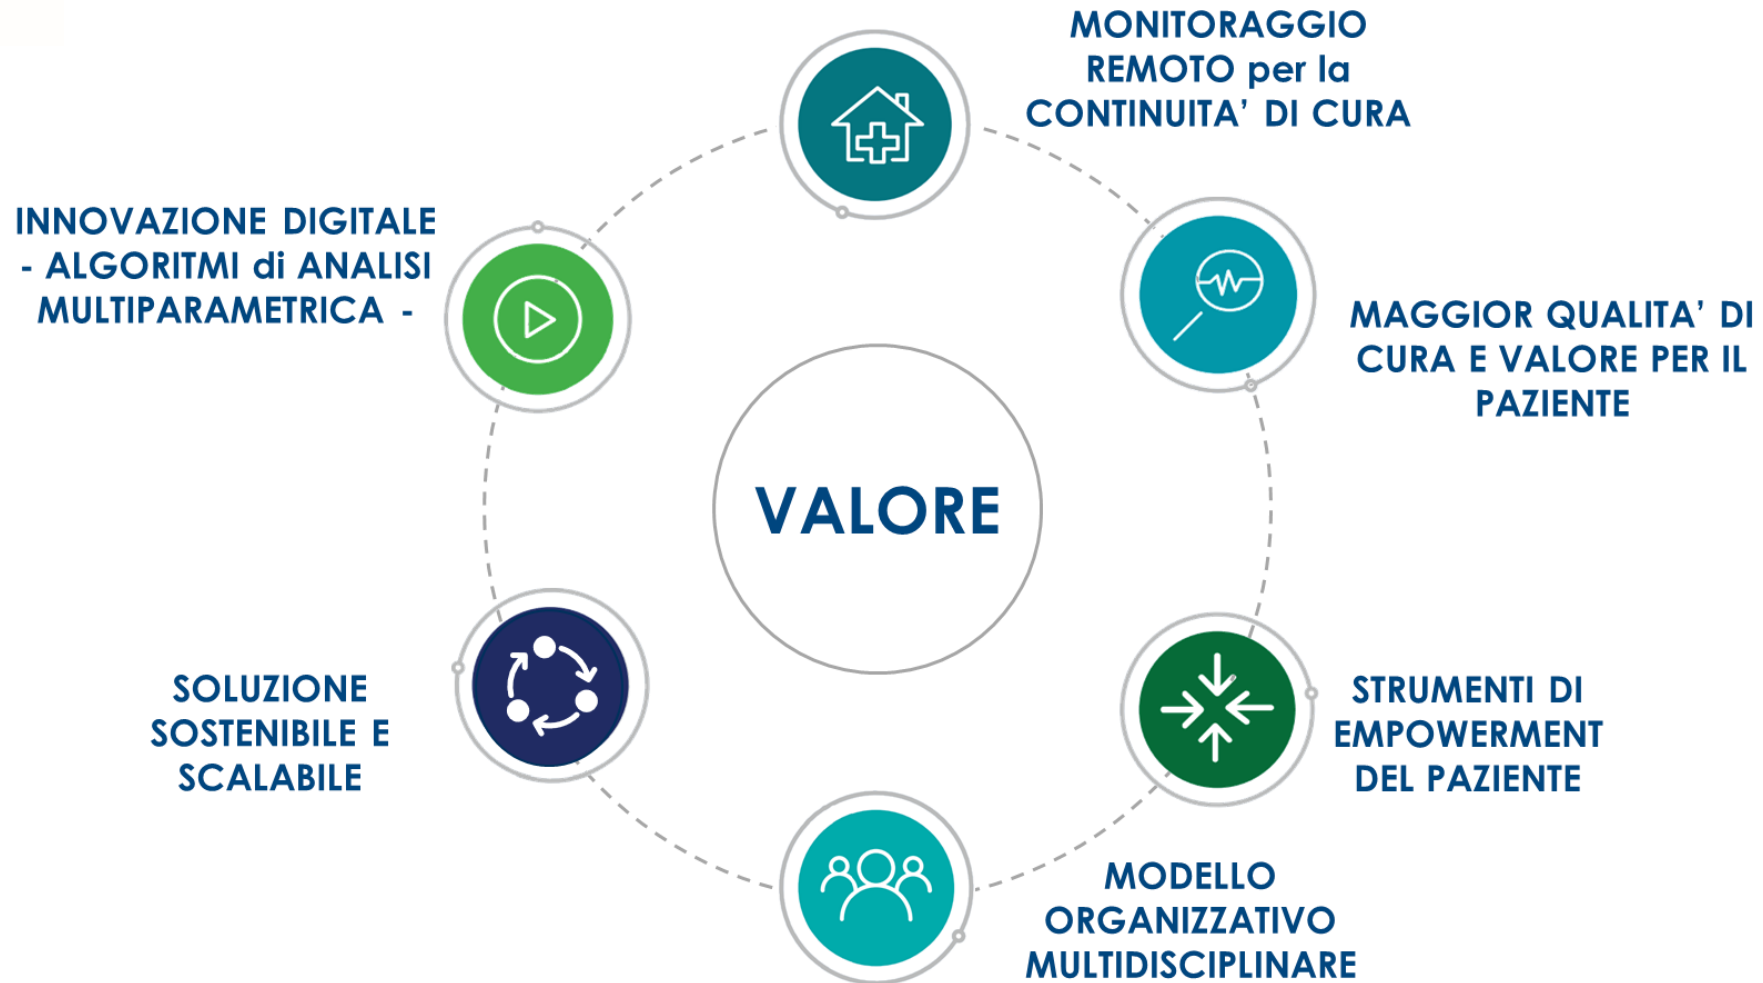 MONITORAGGIO
REMOTO per la
CONTINUITA’ DI CURA
INNOVAZIONE DIGITALE
- ALGORITMI di ANALISI
MULTIPARAMETRICA -
MAGGIOR QUALITA’ DI
CURA E VALORE PER IL
PAZIENTE
VALORE
SOLUZIONE
SOSTENIBILE E
SCALABILE
STRUMENTI DI
EMPOWERMENT
DEL PAZIENTE
MODELLO
ORGANIZZATIVO
MULTIDISCIPLINARE